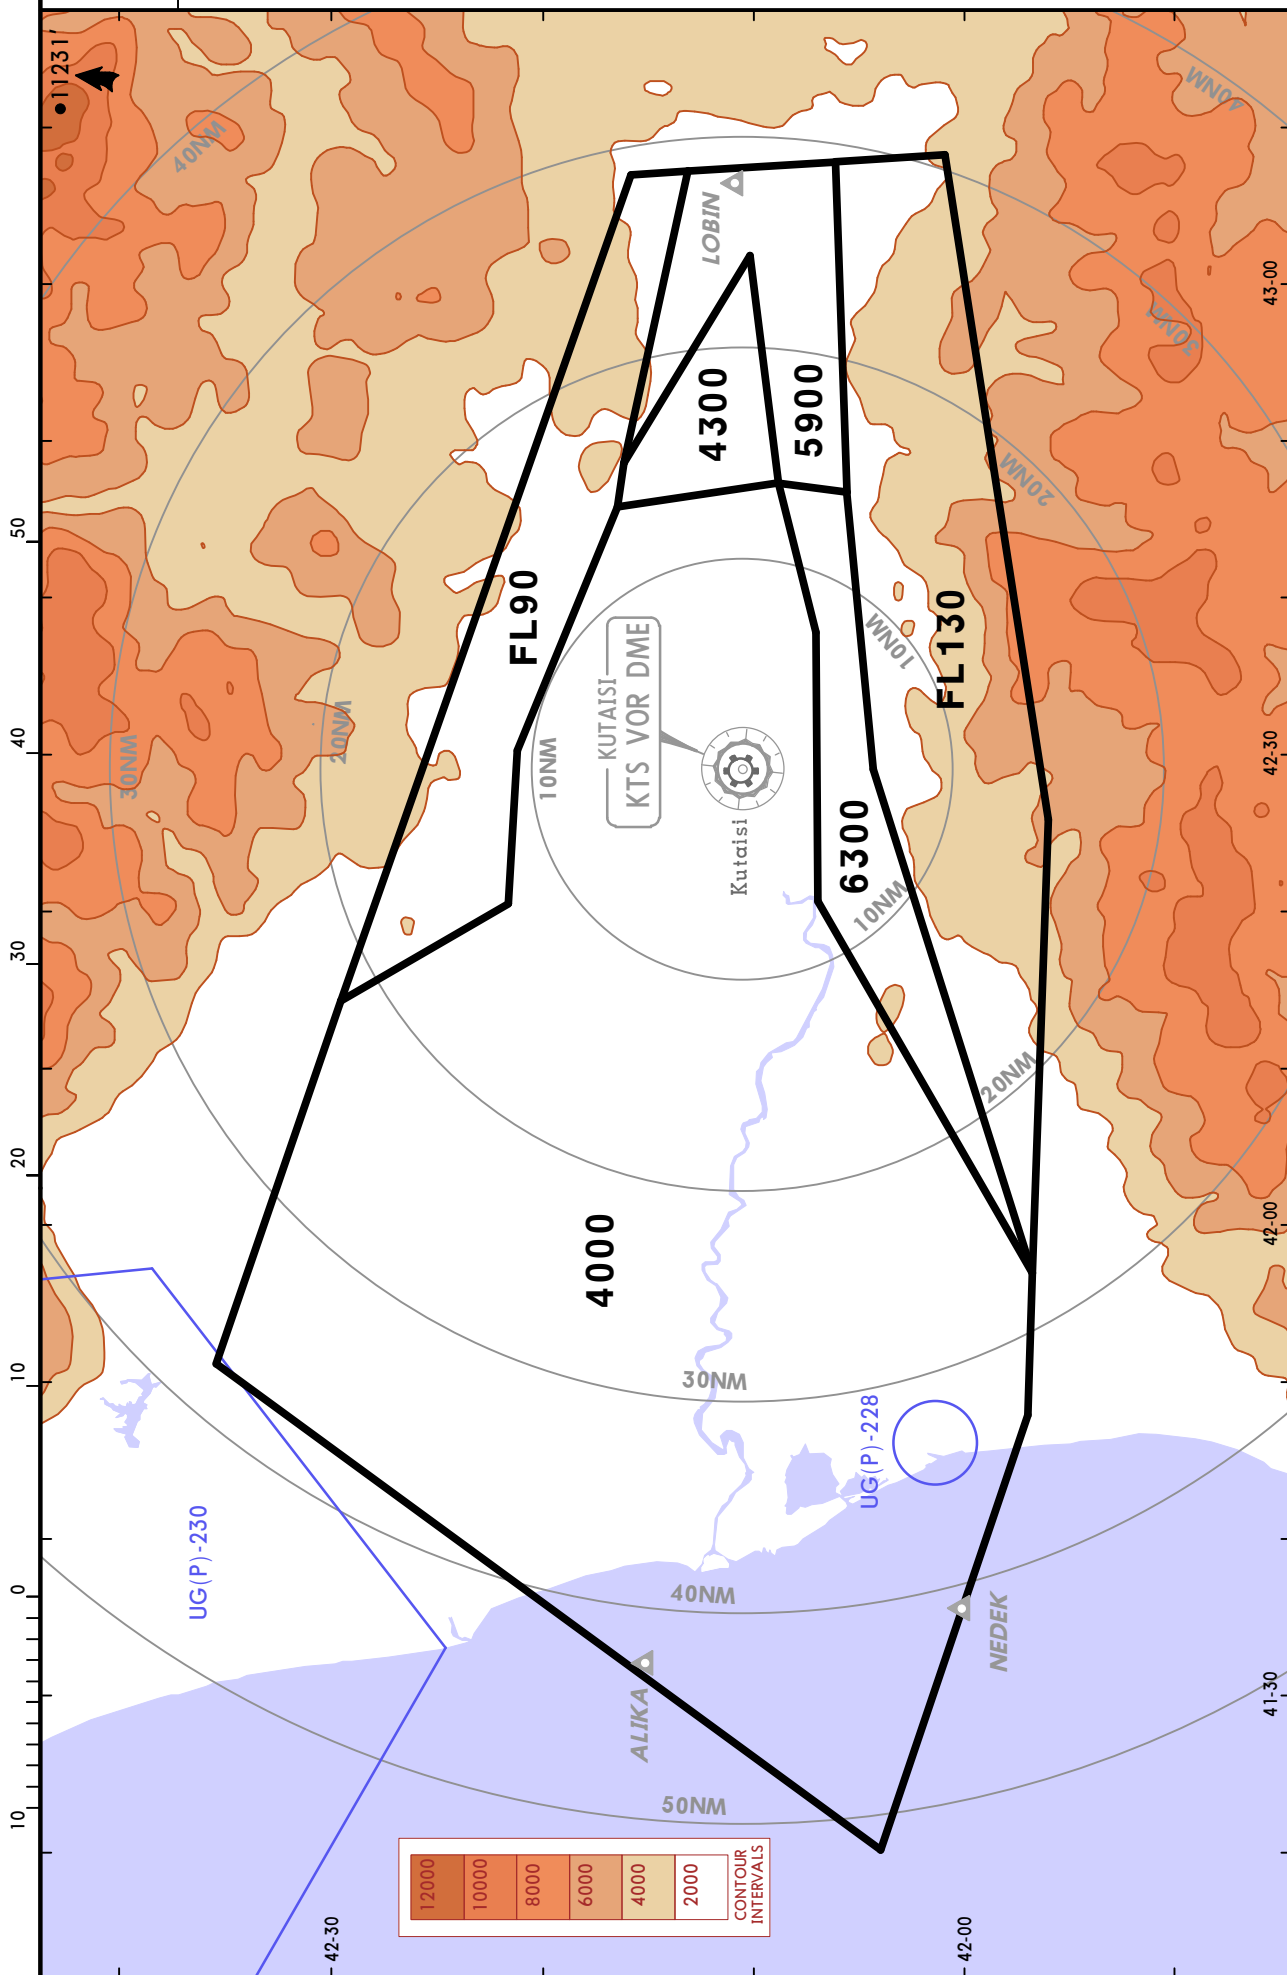 11231'
40NM
40NM
LOBIN
43-00
30NM
4300
5900
20NM
50
FL90
KUTAISI
KTS VOR DME
10NM
FL130
40
30NM
20NM
10NM
42-30
Kutaisi
6300
10NM
30
20NM
20
4000
42-00
10
30NM
UG(P)-228
UG(P)-230
0
40NM
NEDEK
ALIKA
41-30
10
50NM
12000
10000
8000
6000
4000
2000
CONTOUR
INTERVALS
42-30
42-00